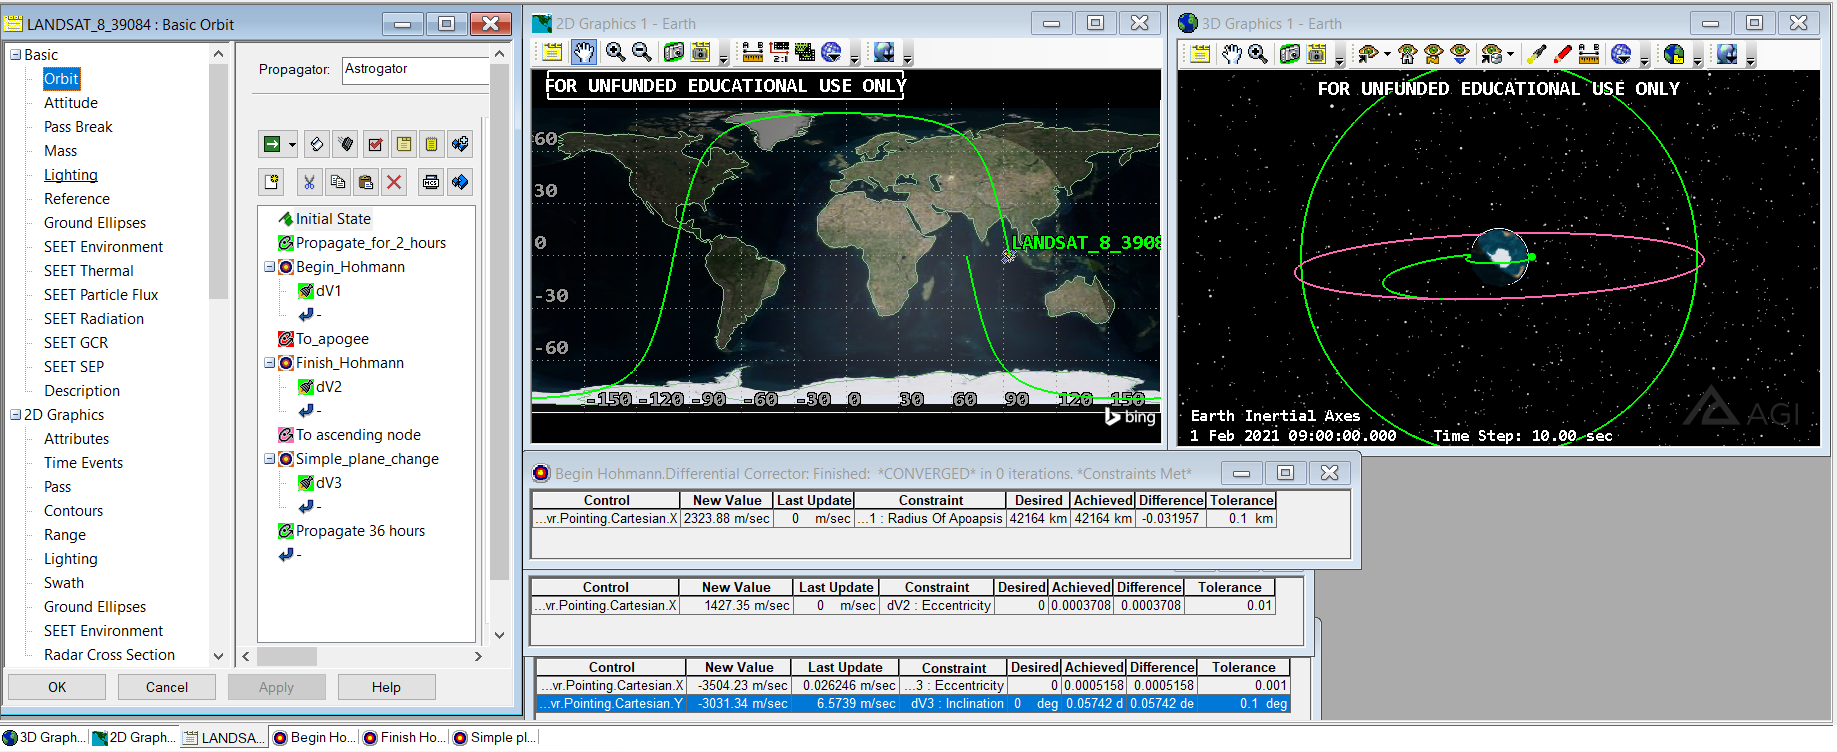 LANDSAT_8_39084 : Basic Orbit
Basic
Orbit
Attitude
Pass Break
Mass
Lighting
Reference
Ground Ellipses
SEET Environment
SEET Thermal
SEET Particle Flux
SEET Radiation
SEET GCR
SEET SEP
Description
2D Graphics
Attributes
Time Events
Pass
Contours
Range
Lighting
Swath
Ground Ellipses
SEET Environment
Radar Cross Section
Propagator: Astrogator
MCS
Initial State
Propagate_for_2_hours
Begin_Hohmann
dV1
-
To_apogee
Finish_Hohmann
dV2
-
To ascending node
Simple_plane_change
dV3
-
Propagate 36 hours
-
OK Cancel Apply Help
2D Graphics 1 - Earth
FOR UNFUNDED EDUCATIONAL USE ONLY
60
30
0
-30
-60
-150 -120 -90 -60 -30 0 30 60 90 120 150
LANDSAT_8_3908
bing
3D Graphics 1 - Earth
FOR UNFUNDED EDUCATIONAL USE ONLY
AGI
Earth Inertial Axes
1 Feb 2021 09:00:00.000 Time Step: 10.00 sec
Begin Hohmann.Differential Corrector: Finished: *CONVERGED* in 0 iterations. *Constraints Met*
Control New Value Last Update Constraint Desired Achieved Difference Tolerance
...vr.Pointing.Cartesian.X 2323.88 m/sec 0 m/sec ...1 : Radius Of Apoapsis 42164 km 42164 km -0.031957 0.1 km
Control New Value Last Update Constraint Desired Achieved Difference Tolerance
...vr.Pointing.Cartesian.X 1427.35 m/sec 0 m/sec dV2 : Eccentricity 0 0.0003708 0.0003708 0.01
Control New Value Last Update Constraint Desired Achieved Difference Tolerance
...vr.Pointing.Cartesian.X -3504.23 m/sec 0.026246 m/sec ...3 : Eccentricity 0 0.0005158 0.0005158 0.001
...vr.Pointing.Cartesian.Y -3031.34 m/sec 6.5739 m/sec dV3 : Inclination 0 deg 0.05742 d 0.05742 de 0.1 deg
3D Graph... 2D Graph... LANDSA... Begin Ho... Finish Ho... Simple pl...